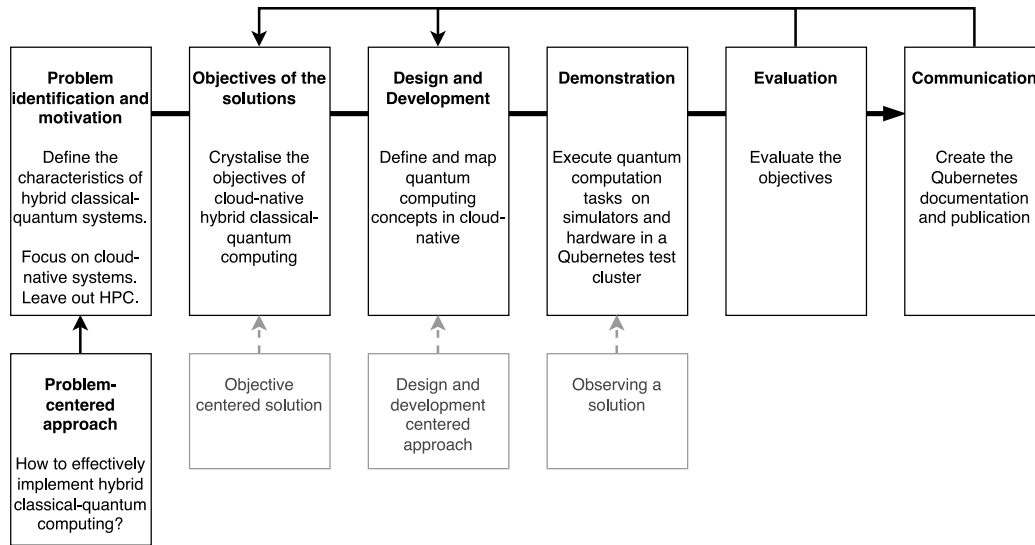 Problem
identification and
motivation
Define the
characteristics of
hybrid classical-
quantum systems.
Focus on cloud-
native systems.
Leave out HPC.
Objectives of the
solutions
Crystalise the
objectives of
cloud-native
hybrid classical-
quantum
computing
Design and
Development
Define and map
quantum
computing
concepts in cloud-
native
Demonstration
Execute quantum
computation
tasks on
simulators and
hardware in a
Qubernetes test
cluster
Evaluation
Evaluate the
objectives
Communication
Create the
Qubernetes
documentation
and publication
Problem-
centered
approach
How to effectively
implement hybrid
classical-quantum
computing?
Objective
centered solution
Design and
development
centered
approach
Observing a
solution